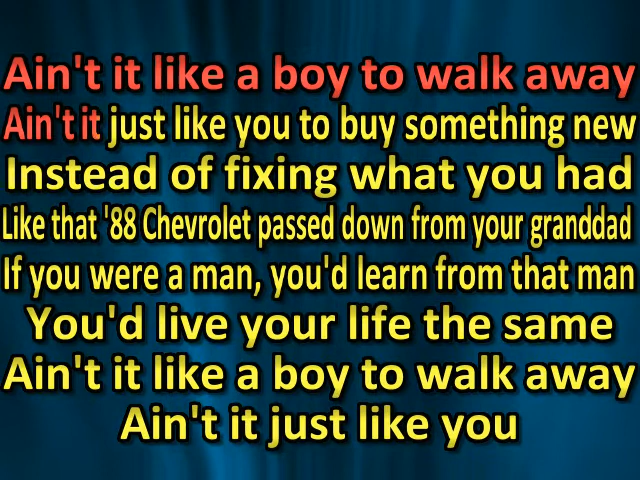 Ain't it like a boy to walk away
Ain't it just like you to buy something new
Instead of fixing what you had
Like that '88 Chevrolet passed down from your granddad
If you were a man, you'd learn from that man
You'd live your life the same
Ain't it like a boy to walk away
Ain't it just like you